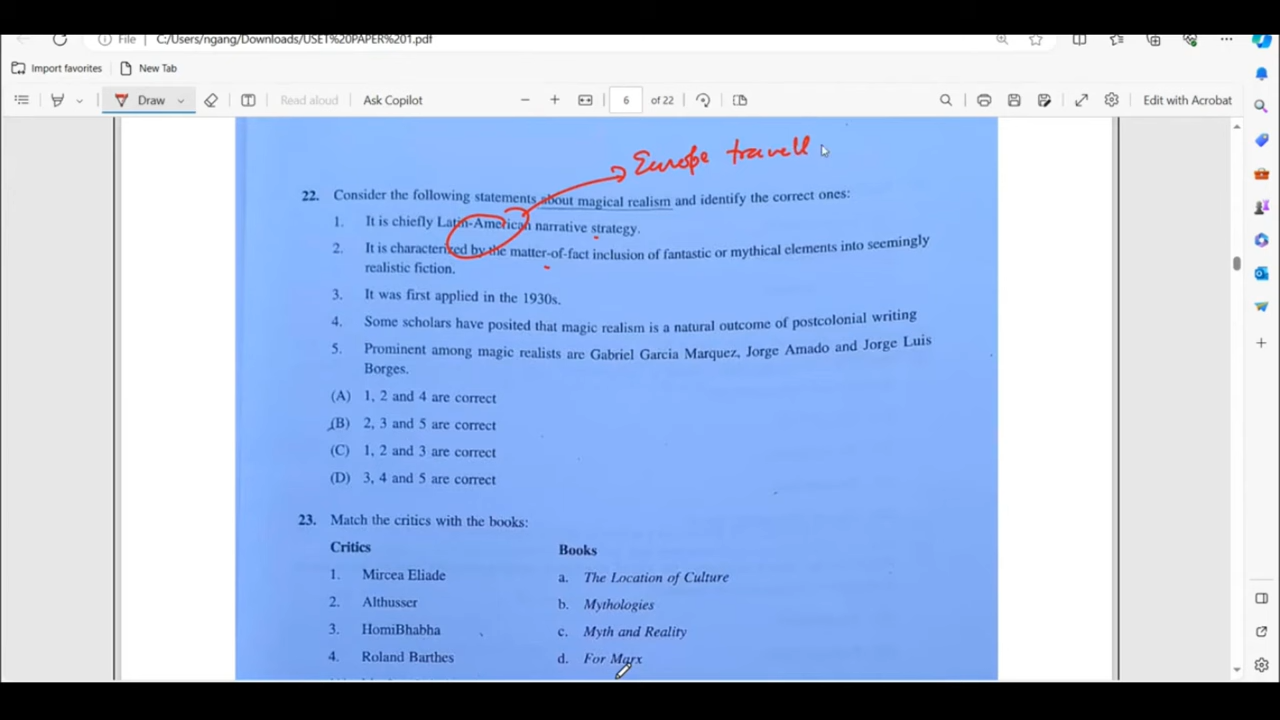 File C:/Users/ngang/Downloads/USET%20PAPER%201.pdf
Import favorites New Tab
Draw Read aloud Ask Copilot 6 of 22 Edit with Acrobat
Europe travell
22. Consider the following statements about magical realism and identify the correct ones:
1. It is chiefly Latin-American narrative strategy.
2. It is characterized by the matter-of-fact inclusion of fantastic or mythical elements into seemingly
realistic fiction.
3. It was first applied in the 1930s.
4. Some scholars have posited that magic realism is a natural outcome of postcolonial writing
5. Prominent among magic realists are Gabriel Garcia Marquez, Jorge Amado and Jorge Luis
Borges.
(A) 1, 2 and 4 are correct
(B) 2, 3 and 5 are correct
(C) 1, 2 and 3 are correct
(D) 3, 4 and 5 are correct
23. Match the critics with the books:
Critics Books
1. Mircea Eliade a. The Location of Culture
2. Althusser b. Mythologies
3. HomiBhabha c. Myth and Reality
4. Roland Barthes d. For Marx